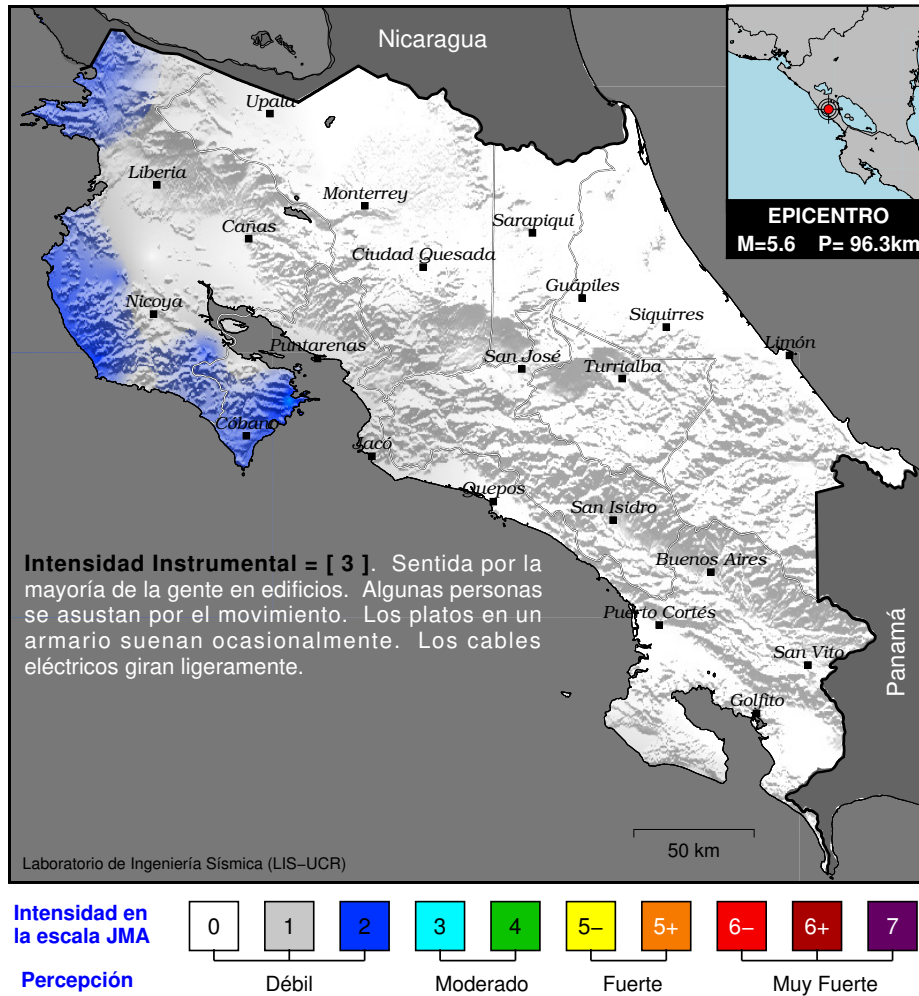 Nicaragua
EPICENTRO
M=5.6 P= 96.3km
Upala
Liberia
Monterrey
Cañas
Sarapiquí
Ciudad Quesada
Guápiles
Nicoya
Siquirres
Puntarenas
San José
Limón
Turrialba
Cóbano
Jacó
Quepos
San Isidro
Buenos Aires
Puerto Cortés
San Vito
Golfito
Panamá
Intensidad Instrumental = [ 3 ]. Sentida por la
mayoría de la gente en edificios. Algunas personas
se asustan por el movimiento. Los platos en un
armario suenan ocasionalmente. Los cables
eléctricos giran ligeramente.
50 km
Laboratorio de Ingeniería Sísmica (LIS−UCR)
Intensidad en
la escala JMA
0 1 2 3 4 5− 5+ 6− 6+ 7
Percepción
Débil Moderado Fuerte Muy Fuerte